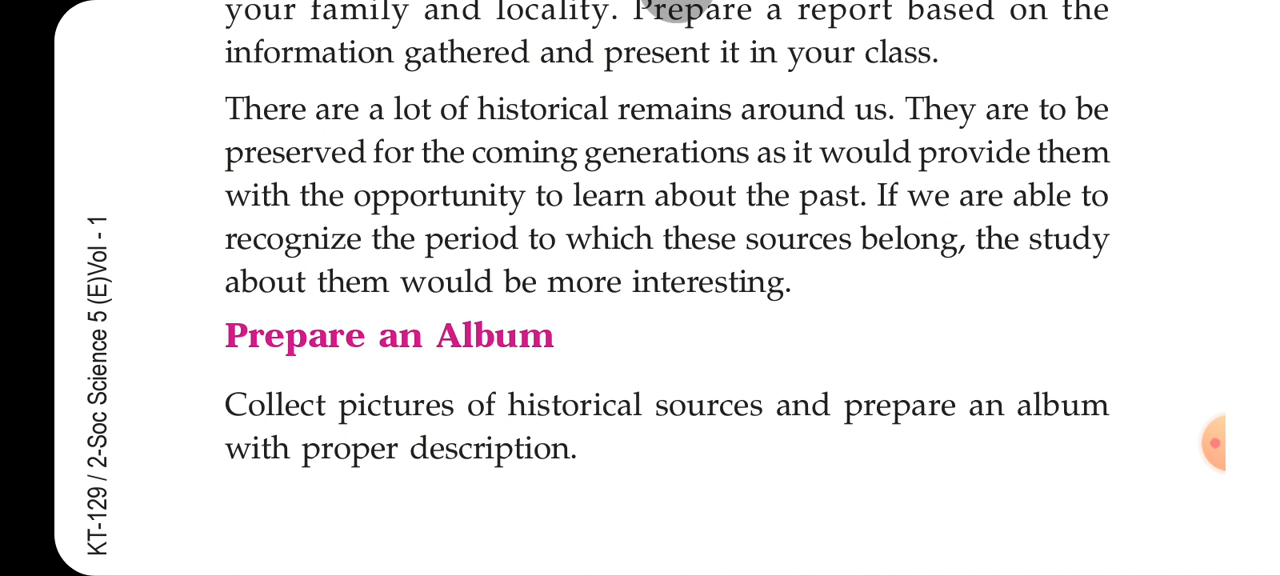 your family and locality. Prepare a report based on the
information gathered and present it in your class.
There are a lot of historical remains around us. They are to be
preserved for the coming generations as it would provide them
with the opportunity to learn about the past. If we are able to
recognize the period to which these sources belong, the study
about them would be more interesting.
Prepare an Album
Collect pictures of historical sources and prepare an album
with proper description.
KT-129 / 2-Soc Science 5 (E)Vol - 1